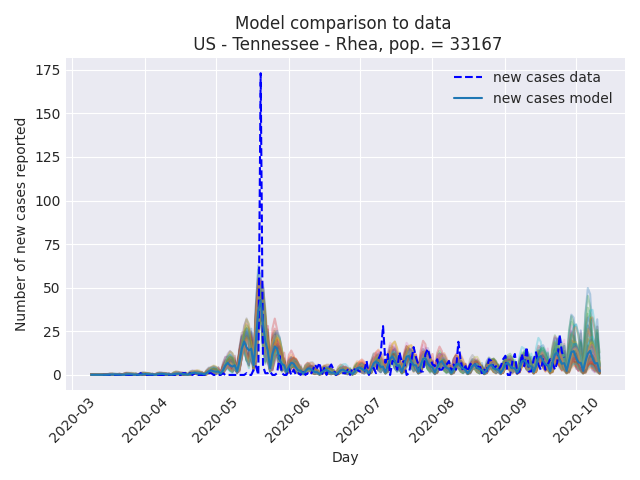 Model comparison to data
US - Tennessee - Rhea, pop. = 33167
new cases data
new cases model
Number of new cases reported
175
150
125
100
75
50
25
0
2020-03
2020-04
2020-05
2020-06
2020-07
2020-08
2020-09
2020-10
Day